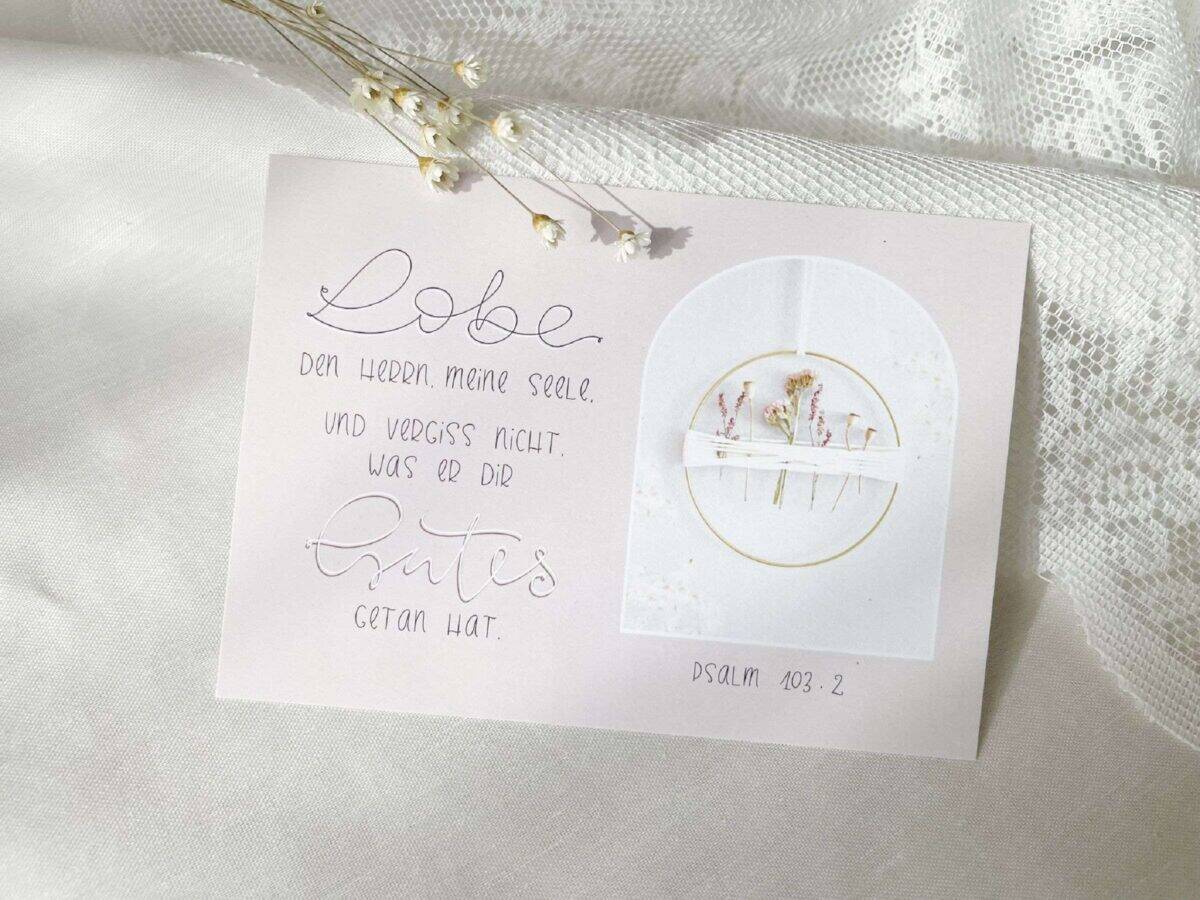 Lobe
den Herrn, meine Seele,
und vergiss nicht,
was er dir
Gutes
getan hat.
Psalm 103,2